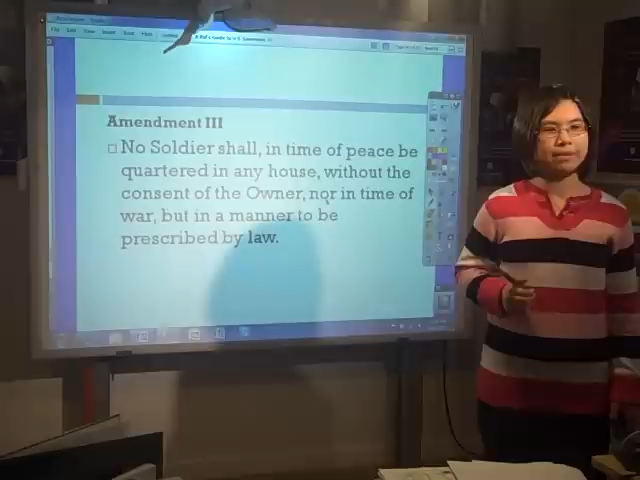 Amendment III
No Soldier shall, in time of peace be
quartered in any house, without the
consent of the Owner, nor in time of
war, but in a manner to be
prescribed by law.